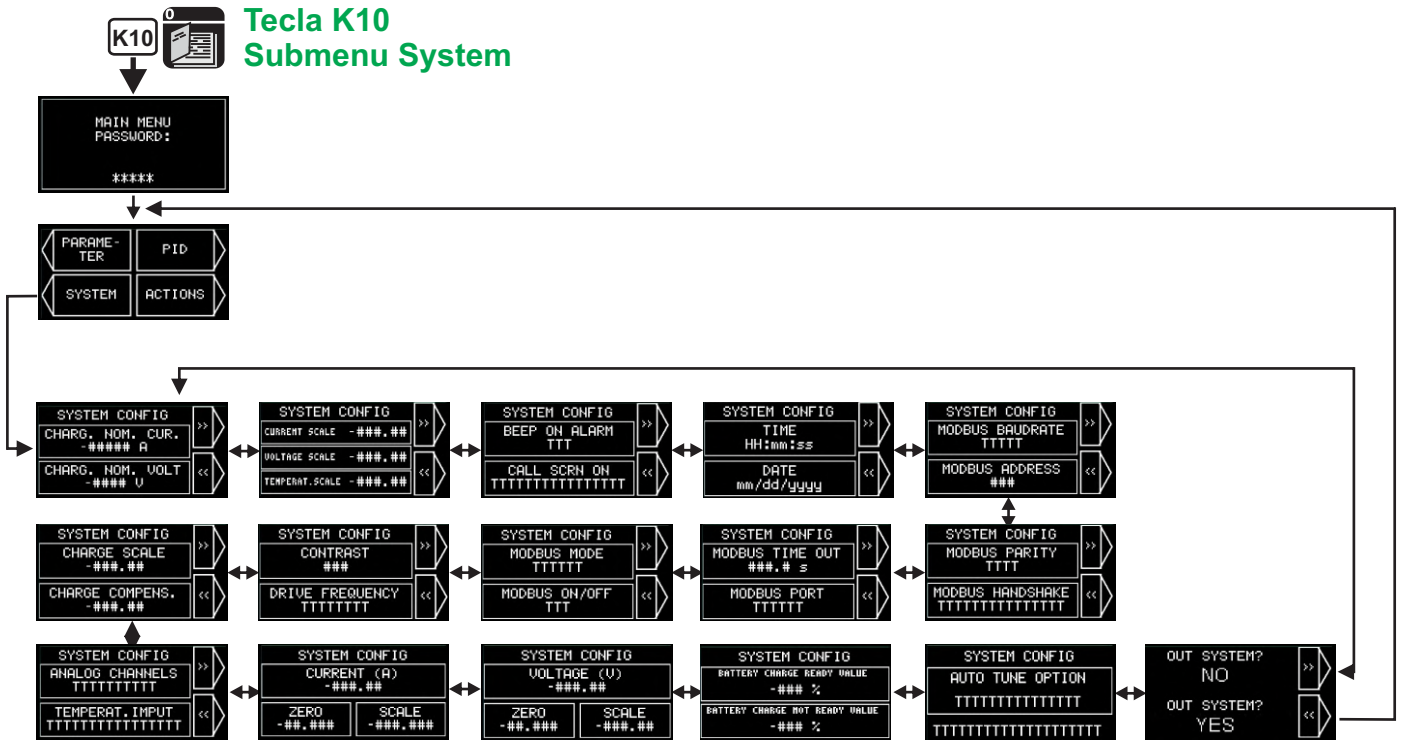 0
K10
Tecla K10
Submenu System
MAIN MENU
PASSWORD:
*****
PARAME-
TER
PID
SYSTEM
ACTIONS
SYSTEM CONFIG
CHARG. NOM. CUR.
-##### A
CHARG. NOM. VOLT
-#### V
>>
<<
SYSTEM CONFIG
CURRENT SCALE -###.##
VOLTAGE SCALE -###.##
TEMPERAT.SCALE -###.##
>>
<<
SYSTEM CONFIG
BEEP ON ALARM
TTT
CALL SCRN ON
TTTTTTTTTTTTTTTT
>>
<<
SYSTEM CONFIG
TIME
HH:mm:ss
DATE
mm/dd/yyyy
>>
<<
SYSTEM CONFIG
MODBUS BAUDRATE
TTTTT
MODBUS ADDRESS
###
>>
<<
SYSTEM CONFIG
CHARGE SCALE
-###.##
CHARGE COMPENS.
-###.##
>>
<<
SYSTEM CONFIG
CONTRAST
###
DRIVE FREQUENCY
TTTTTTTT
>>
<<
SYSTEM CONFIG
MODBUS MODE
TTTTTT
MODBUS ON/OFF
TTT
>>
<<
SYSTEM CONFIG
MODBUS TIME OUT
###.# s
MODBUS PORT
TTTTTT
>>
<<
SYSTEM CONFIG
MODBUS PARITY
TTTT
MODBUS HANDSHAKE
TTTTTTTTTTTTTTT
>>
<<
SYSTEM CONFIG
ANALOG CHANNELS
TTTTTTTTTT
TEMPERAT.IMPUT
TTTTTTTTTTTTTTTT
>>
<<
SYSTEM CONFIG
CURRENT (A)
-###.##
ZERO
-##.###
SCALE
-###.###
SYSTEM CONFIG
VOLTAGE (V)
-###.##
ZERO
-##.###
SCALE
-###.##
SYSTEM CONFIG
BATTERY CHARGE READY VALUE
-### %
BATTERY CHARGE NOT READY VALUE
-### %
SYSTEM CONFIG
AUTO TUNE OPTION
TTTTTTTTTTTTTTT
TTTTTTTTTTTTTTTTTTTT
OUT SYSTEM?
NO
OUT SYSTEM?
YES
>>
<<